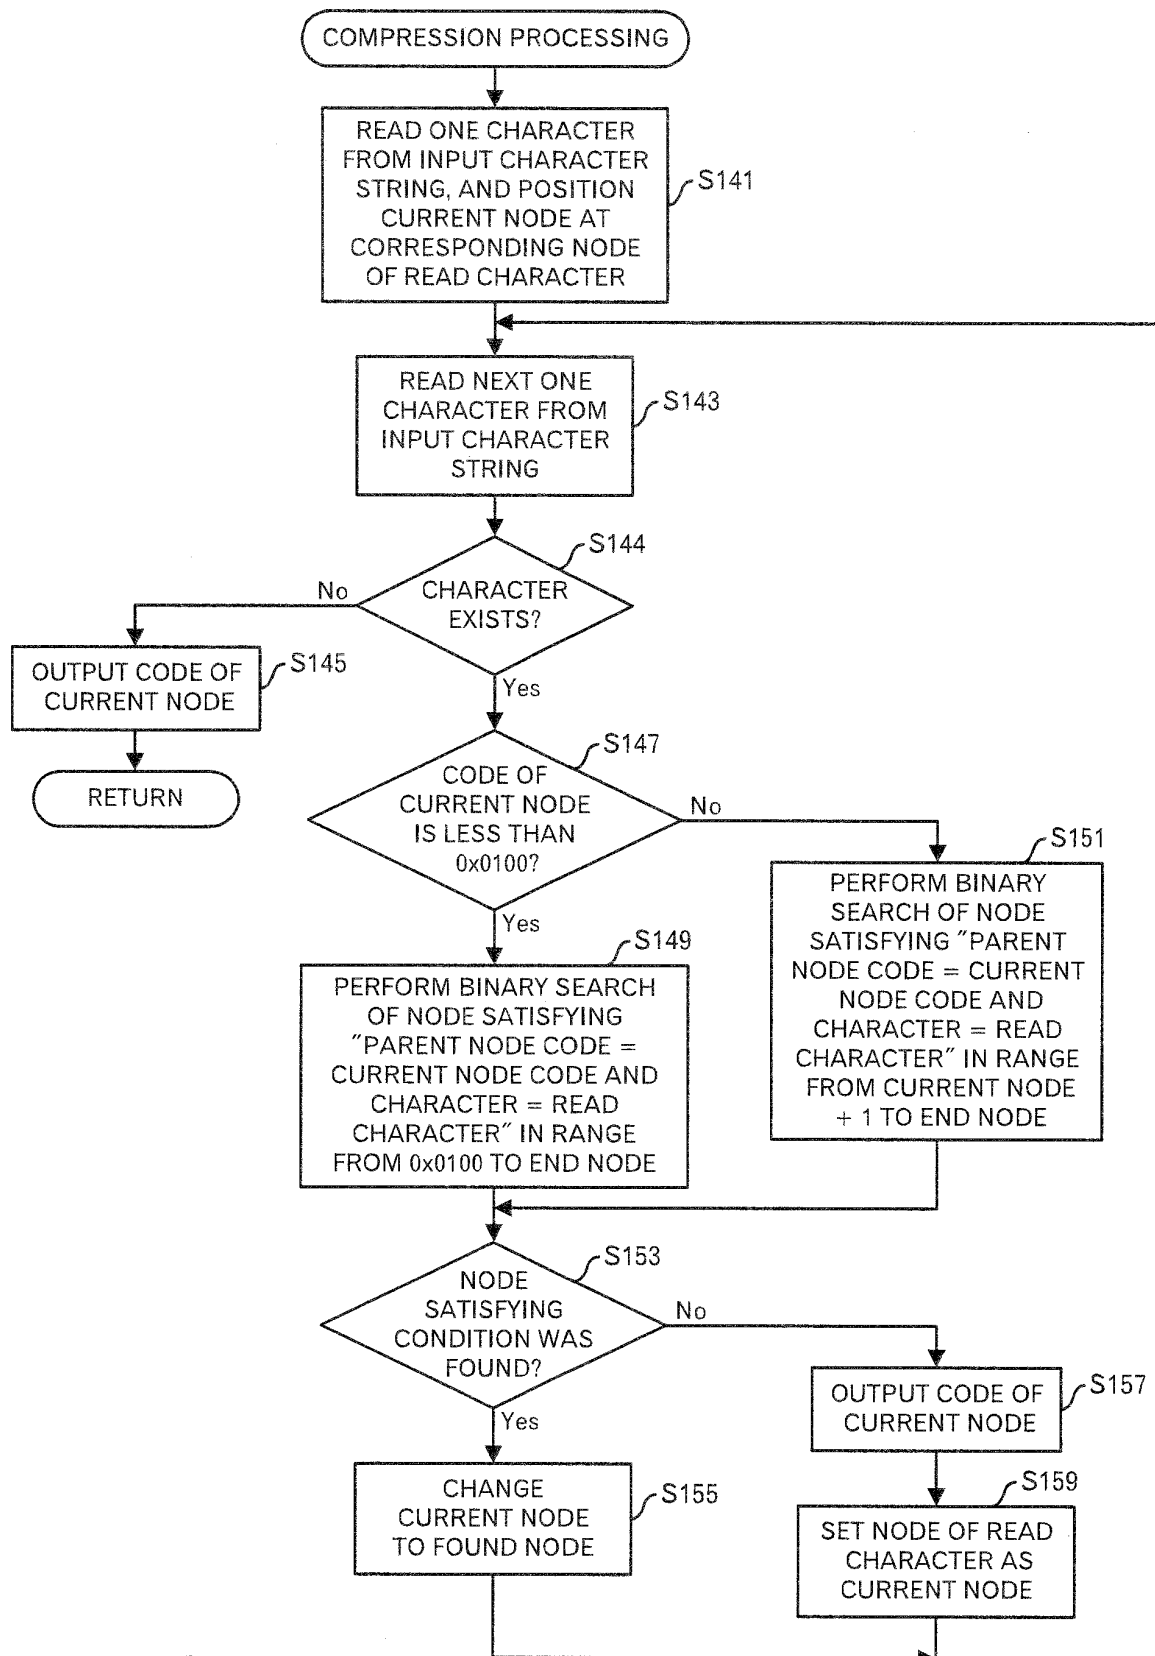 COMPRESSION PROCESSING
READ ONE CHARACTER
FROM INPUT CHARACTER
STRING, AND POSITION
CURRENT NODE AT
CORRESPONDING NODE
OF READ CHARACTER
S141
READ NEXT ONE
CHARACTER FROM
INPUT CHARACTER
STRING
S143
S144
CHARACTER
EXISTS?
No
Yes
OUTPUT CODE OF
CURRENT NODE
S145
RETURN
S147
CODE OF
CURRENT NODE
IS LESS THAN
0x0100?
No
Yes
S151
PERFORM BINARY
SEARCH OF NODE
SATISFYING "PARENT
NODE CODE = CURRENT
NODE CODE AND
CHARACTER = READ
CHARACTER" IN RANGE
FROM CURRENT NODE
+ 1 TO END NODE
S149
PERFORM BINARY SEARCH
OF NODE SATISFYING
"PARENT NODE CODE =
CURRENT NODE CODE AND
CHARACTER = READ
CHARACTER" IN RANGE
FROM 0x0100 TO END NODE
S153
NODE
SATISFYING
CONDITION WAS
FOUND?
No
Yes
OUTPUT CODE OF
CURRENT NODE
S157
CHANGE
CURRENT NODE
TO FOUND NODE
S155
S159
SET NODE OF READ
CHARACTER AS
CURRENT NODE